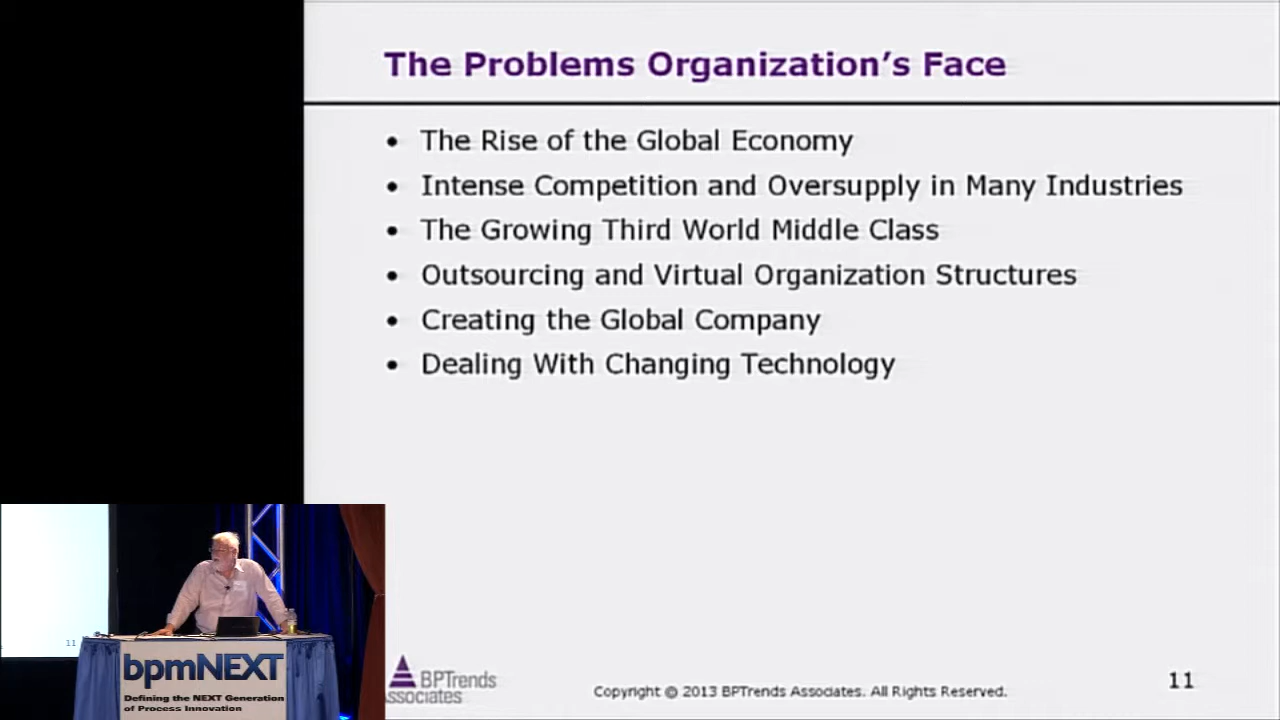 The Problems Organization’s Face
• The Rise of the Global Economy
• Intense Competition and Oversupply in Many Industries
• The Growing Third World Middle Class
• Outsourcing and Virtual Organization Structures
• Creating the Global Company
• Dealing With Changing Technology
11
bpmNEXT
Defining the NEXT Generation
of Process Innovation
BPTrends
ssociates
Copyright © 2013 BPTrends Associates. All Rights Reserved.
11